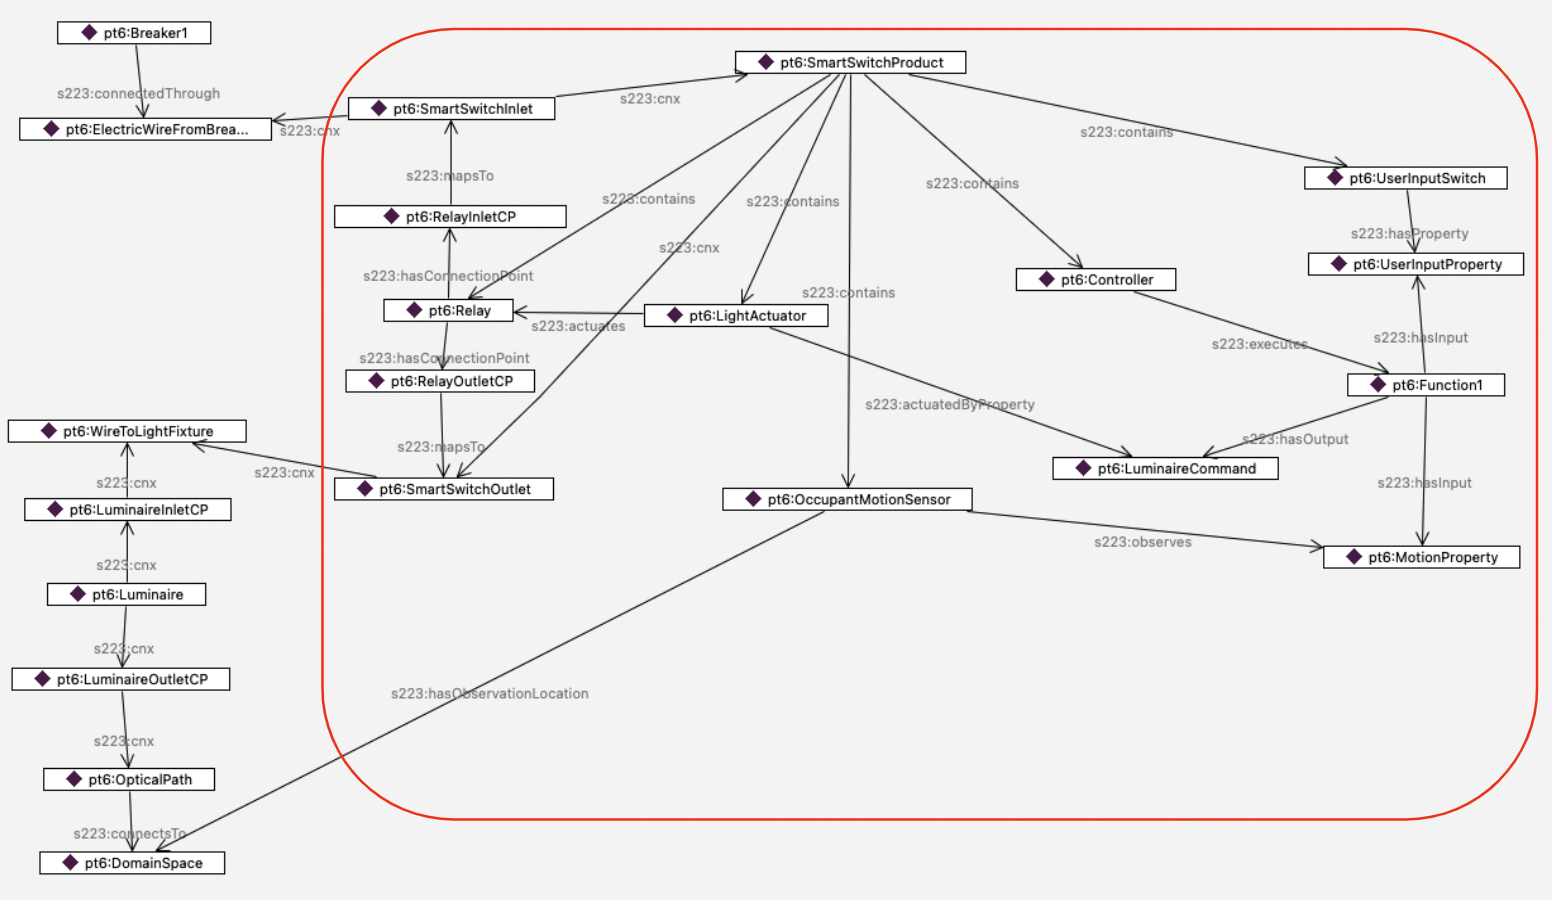 pt6:Breaker1
pt6:SmartSwitchProduct
s223:connectedThrough
s223:cnx
pt6:SmartSwitchInlet
pt6:ElectricWireFromBrea...
s223:cnx
s223:contains
s223:mapsTo
s223:contains
pt6:UserInputSwitch
s223:contains
s223:contains
pt6:RelayInletCP
s223:hasProperty
s223:cnx
pt6:UserInputProperty
s223:hasConnectionPoint
pt6:Controller
s223:contains
pt6:Relay
pt6:LightActuator
s223:actuates
s223:hasInput
s223:executes
s223:hasConnectionPoint
pt6:RelayOutletCP
pt6:Function1
s223:actuatedByProperty
pt6:WireToLightFixture
s223:hasOutput
s223:mapsTo
s223:cnx
pt6:LuminaireCommand
s223:cnx
s223:hasInput
pt6:SmartSwitchOutlet
pt6:OccupantMotionSensor
pt6:LuminaireInletCP
s223:observes
pt6:MotionProperty
s223:cnx
pt6:Luminaire
s223:cnx
pt6:LuminaireOutletCP
s223:hasObservationLocation
s223:cnx
pt6:OpticalPath
s223:connectsTo
pt6:DomainSpace